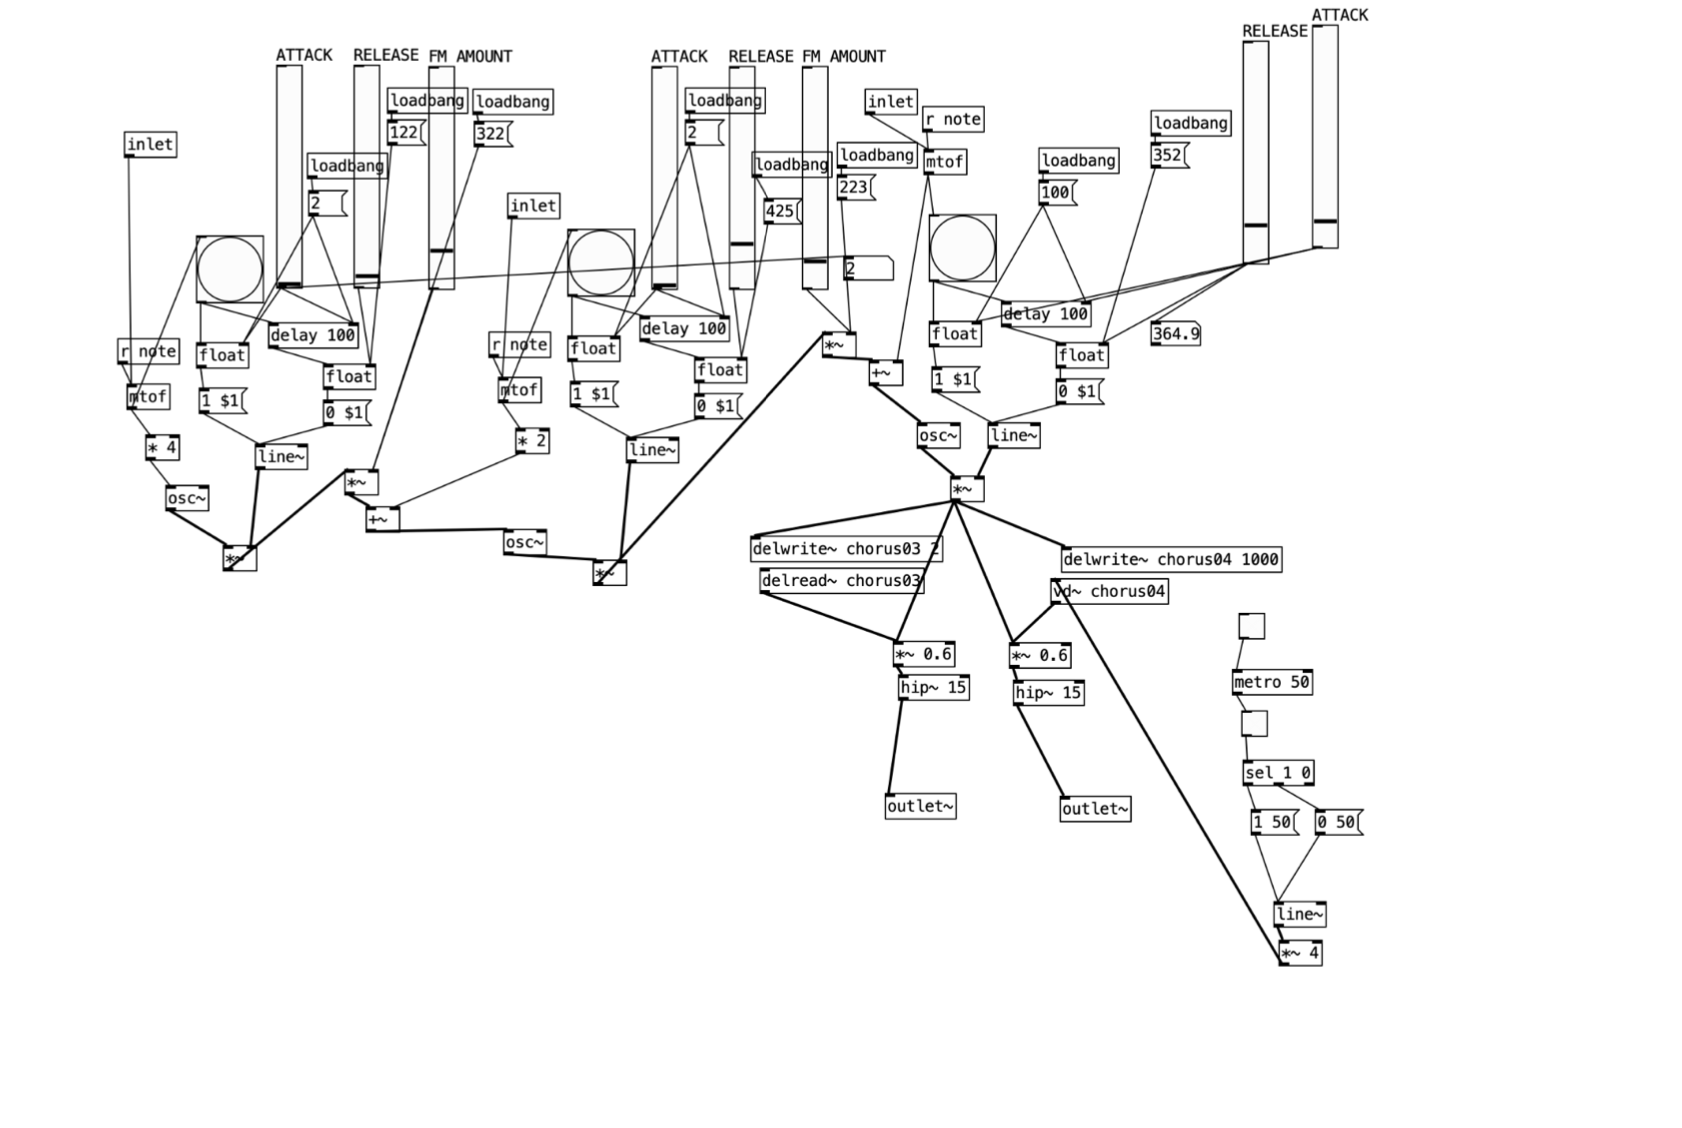 ATTACK
RELEASE
ATTACK
RELEASE
FM AMOUNT
ATTACK
RELEASE
FM AMOUNT
loadbang
loadbang
loadbang
inlet
r note
loadbang
122
322
2
inlet
loadbang
loadbang
loadbang
mtof
loadbang
352
2
223
100
425
inlet
2
delay 100
r note
float
delay 100
r note
float
delay 100
float
364.9
float
float
float
mtof
1 $1
0 $1
mtof
1 $1
0 $1
*~
+~
1 $1
0 $1
* 4
line~
* 2
line~
osc~
line~
osc~
*~
+~
*~
*~
osc~
*~
delwrite~ chorus03 2
delwrite~ chorus04 1000
delread~ chorus03
vd~ chorus04
*~ 0.6
*~ 0.6
hip~ 15
hip~ 15
metro 50
sel 1 0
outlet~
outlet~
1 50
0 50
line~
*~ 4